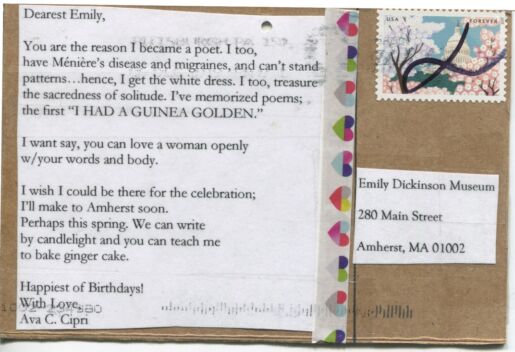 Dearest Emily,
You are the reason I became a poet. I too,
have Ménière's disease and migraines, and can't stand
patterns…hence, I get the white dress. I too, treasure
the sacredness of solitude. I've memorized poems;
the first "I HAD A GUINEA GOLDEN."
I want say, you can love a woman openly
w/your words and body.
I wish I could be there for the celebration;
I'll make to Amherst soon.
Perhaps this spring. We can write
by candlelight and you can teach me
to bake ginger cake.
Happiest of Birthdays!
With Love,
Ava C. Cipri
USA
FOREVER
Emily Dickinson Museum
280 Main Street
Amherst, MA 01002